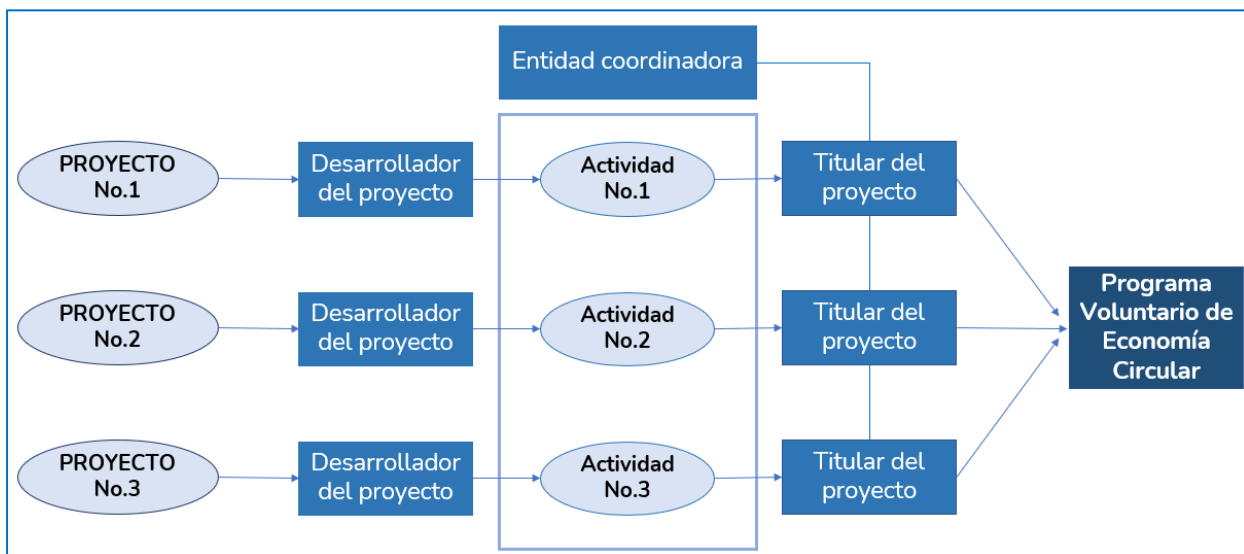 Entidad coordinadora
PROYECTO
No.1
Desarrollador
del proyecto
Actividad
No.1
Titular del
proyecto
PROYECTO
No.2
Desarrollador
del proyecto
Actividad
No.2
Titular del
proyecto
Programa
Voluntario de
Economía
Circular
PROYECTO
No.3
Desarrollador
del proyecto
Actividad
No.3
Titular del
proyecto